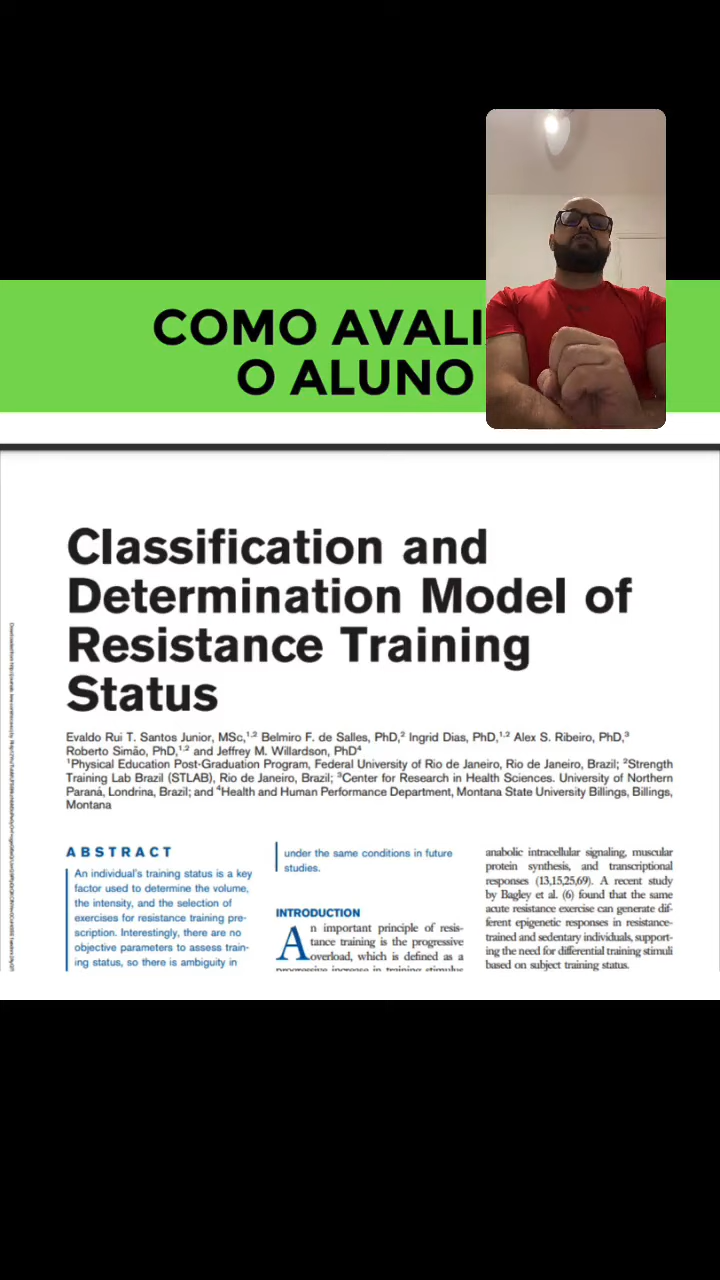 COMO AVALI
O ALUNO
Classification and
Determination Model of
Resistance Training
Status
Evaldo Rui T. Santos Junior, MSc,1,2 Belmiro F. de Salles, PhD,2 Ingrid Dias, PhD,1,2 Alex S. Ribeiro, PhD,3
Roberto Simão, PhD,1,2 and Jeffrey M. Willardson, PhD4
1Physical Education Post-Graduation Program, Federal University of Rio de Janeiro, Rio de Janeiro, Brazil; 2Strength
Training Lab Brazil (STLAB), Rio de Janeiro, Brazil; 3Center for Research in Health Sciences. University of Northern
Paraná, Londrina, Brazil; and 4Health and Human Performance Department, Montana State University Billings, Billings,
Montana
ABSTRACT
An individual's training status is a key
factor used to determine the volume,
the intensity, and the selection of
exercises for resistance training pre-
scription. Interestingly, there are no
objective parameters to assess train-
ing status, so there is ambiguity in
under the same conditions in future
studies.
INTRODUCTION
An important principle of resis-
tance training is the progressive
overload, which is defined as a
progressive increase in training stimulus
anabolic intracellular signaling, muscular
protein synthesis, and transcriptional
responses (13,15,25,69). A recent study
by Bagley et al. (6) found that the same
acute resistance exercise can generate dif-
ferent epigenetic responses in resistance-
trained and sedentary individuals, support-
ing the need for differential training stimuli
based on subject training status.